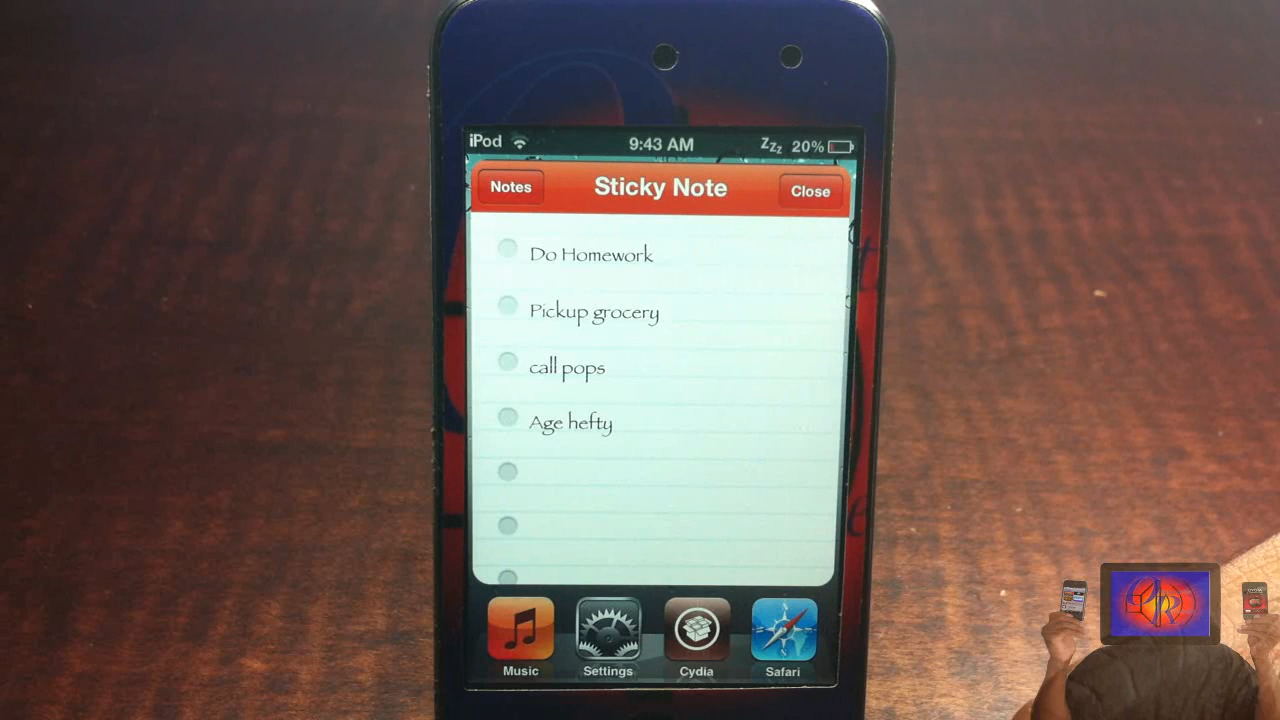 iPod 9:43 AM Zzz 20%
Notes Sticky Note Close
Do Homework
Pickup grocery
call pops
Age hefty
Music Settings Cydia Safari